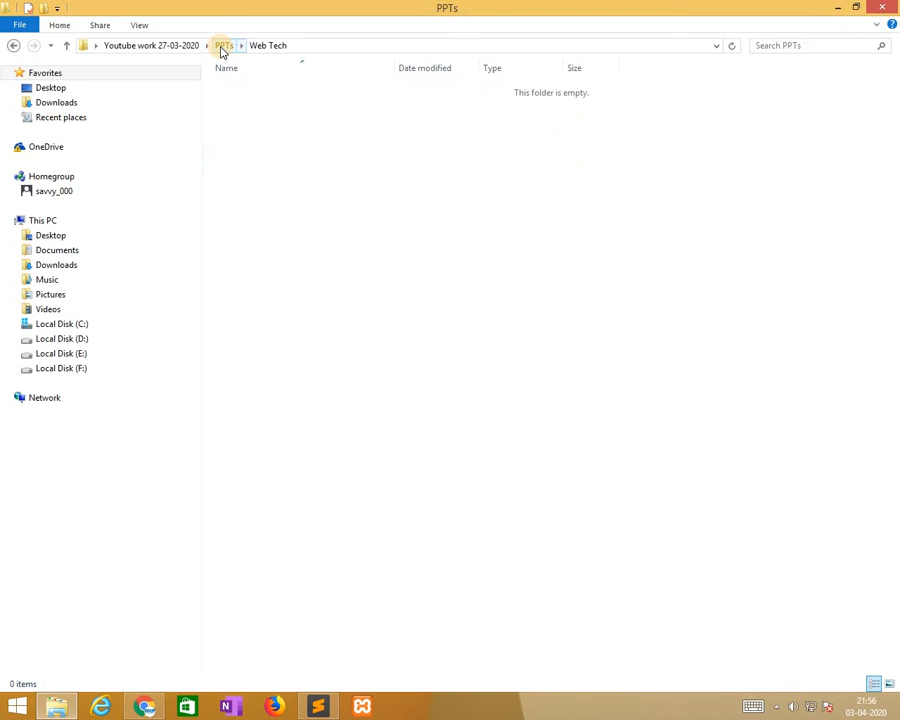 PPTs
File Home Share View
Youtube work 27-03-2020 PPTs Web Tech Search PPTs
Name Date modified Type Size
This folder is empty.
Favorites
Desktop
Downloads
Recent places
OneDrive
Homegroup
savvy_000
This PC
Desktop
Documents
Downloads
Music
Pictures
Videos
Local Disk (C:)
Local Disk (D:)
Local Disk (E:)
Local Disk (F:)
Network
0 items
21:56
03-04-2020